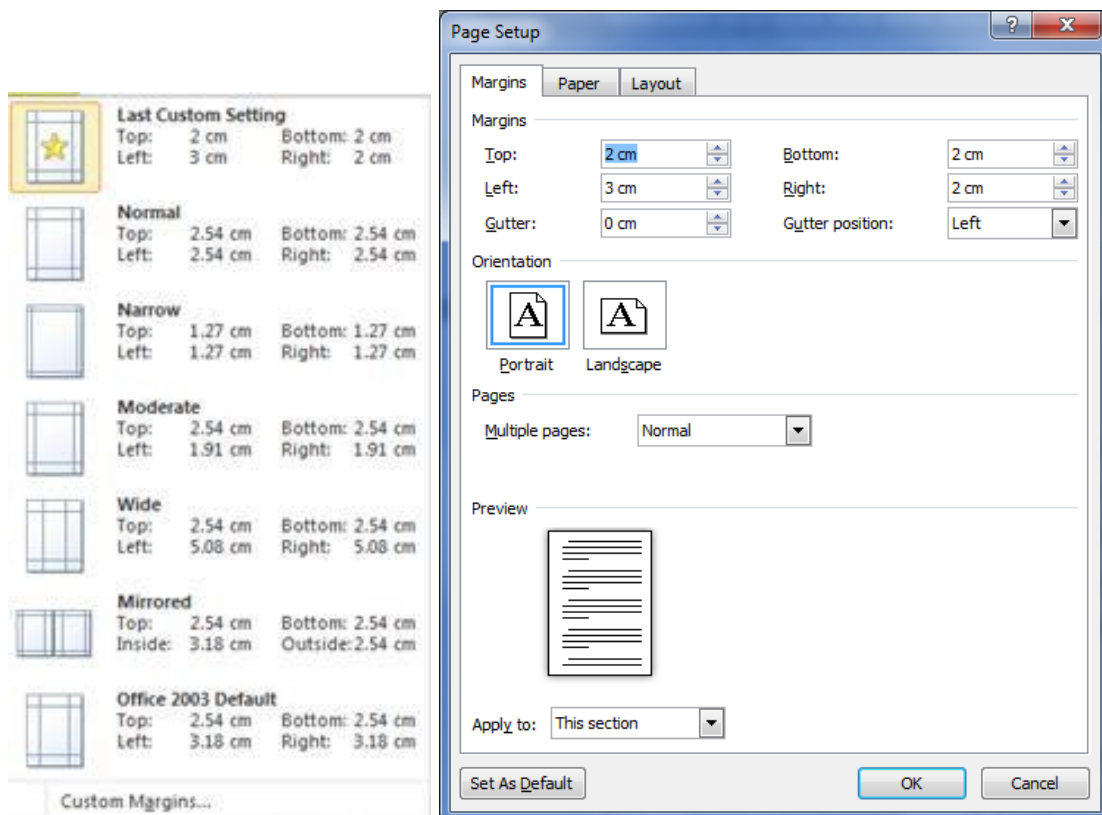 Last Custom Setting
Top: 2 cm Bottom: 2 cm
Left: 3 cm Right: 2 cm
Normal
Top: 2.54 cm Bottom: 2.54 cm
Left: 2.54 cm Right: 2.54 cm
Narrow
Top: 1.27 cm Bottom: 1.27 cm
Left: 1.27 cm Right: 1.27 cm
Moderate
Top: 2.54 cm Bottom: 2.54 cm
Left: 1.91 cm Right: 1.91 cm
Wide
Top: 2.54 cm Bottom: 2.54 cm
Left: 5.08 cm Right: 5.08 cm
Mirrored
Top: 2.54 cm Bottom: 2.54 cm
Inside: 3.18 cm Outside: 2.54 cm
Office 2003 Default
Top: 2.54 cm Bottom: 2.54 cm
Left: 3.18 cm Right: 3.18 cm
Custom Margins...
Page Setup ? X
Margins Paper Layout
Margins
Top: 2 cm Bottom: 2 cm
Left: 3 cm Right: 2 cm
Gutter: 0 cm Gutter position: Left
Orientation
A A
Portrait Landscape
Pages
Multiple pages: Normal
Preview
Apply to: This section
Set As Default OK Cancel